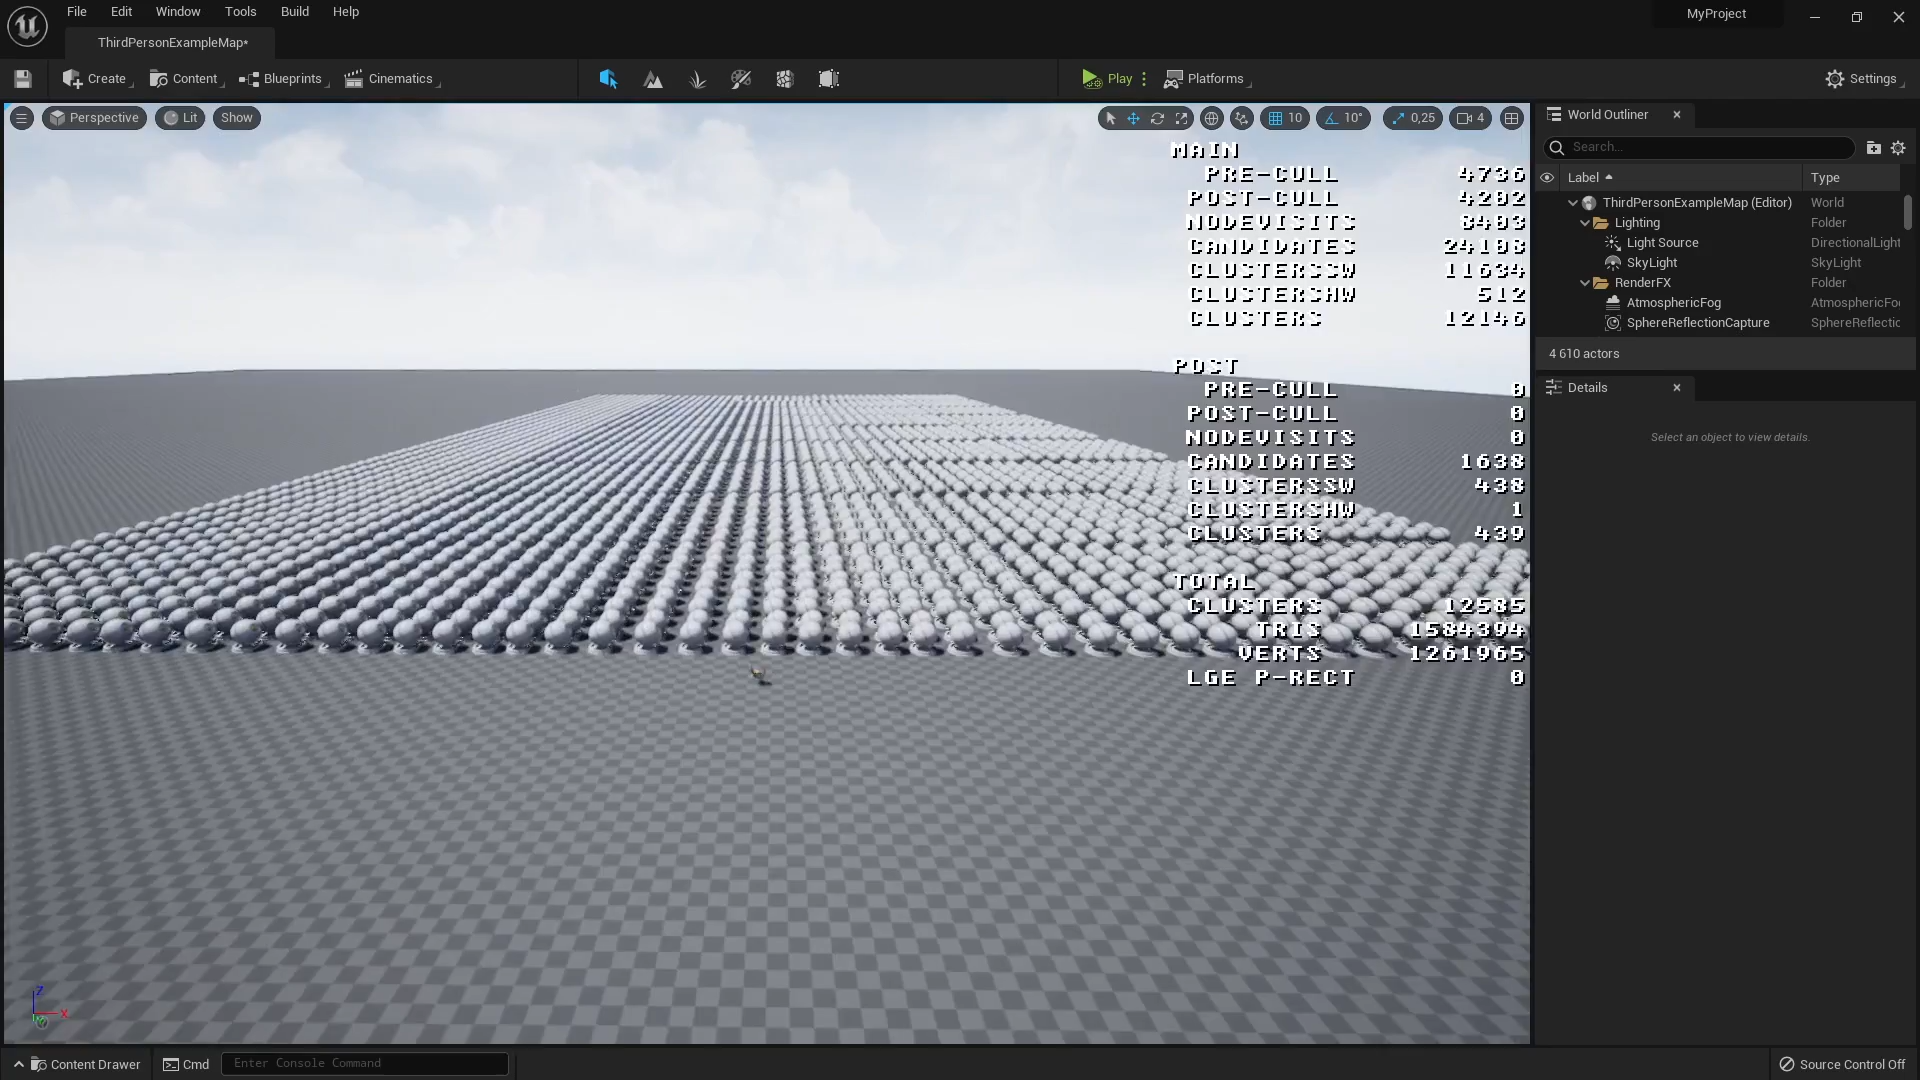 File Edit Window Tools Build Help
MyProject
ThirdPersonExampleMap*
Create Content Blueprints Cinematics Play Platforms Settings
Perspective Lit Show 10 10° 0,25 4
World Outliner
Search...
Label Type
ThirdPersonExampleMap (Editor) World
Lighting Folder
Light Source DirectionalLight
SkyLight SkyLight
RenderFX Folder
AtmosphericFog AtmosphericFo
SphereReflectionCapture SphereReflectic
4 610 actors
Details
Select an object to view details.
MAIN
PRE-CULL 4736
POST-CULL 4202
NODEVISITS 8403
CANDIDATES 24108
CLUSTERSSW 11634
CLUSTERSHW 512
CLUSTERS 12146
POST
PRE-CULL 0
POST-CULL 0
NODEVISITS 0
CANDIDATES 1638
CLUSTERSSW 438
CLUSTERSHW 1
CLUSTERS 439
TOTAL
CLUSTERS 12585
TRIS 1584394
VERTS 1261965
LGE P-RECT 0
Z
X
Content Drawer Cmd Enter Console Command Source Control Off